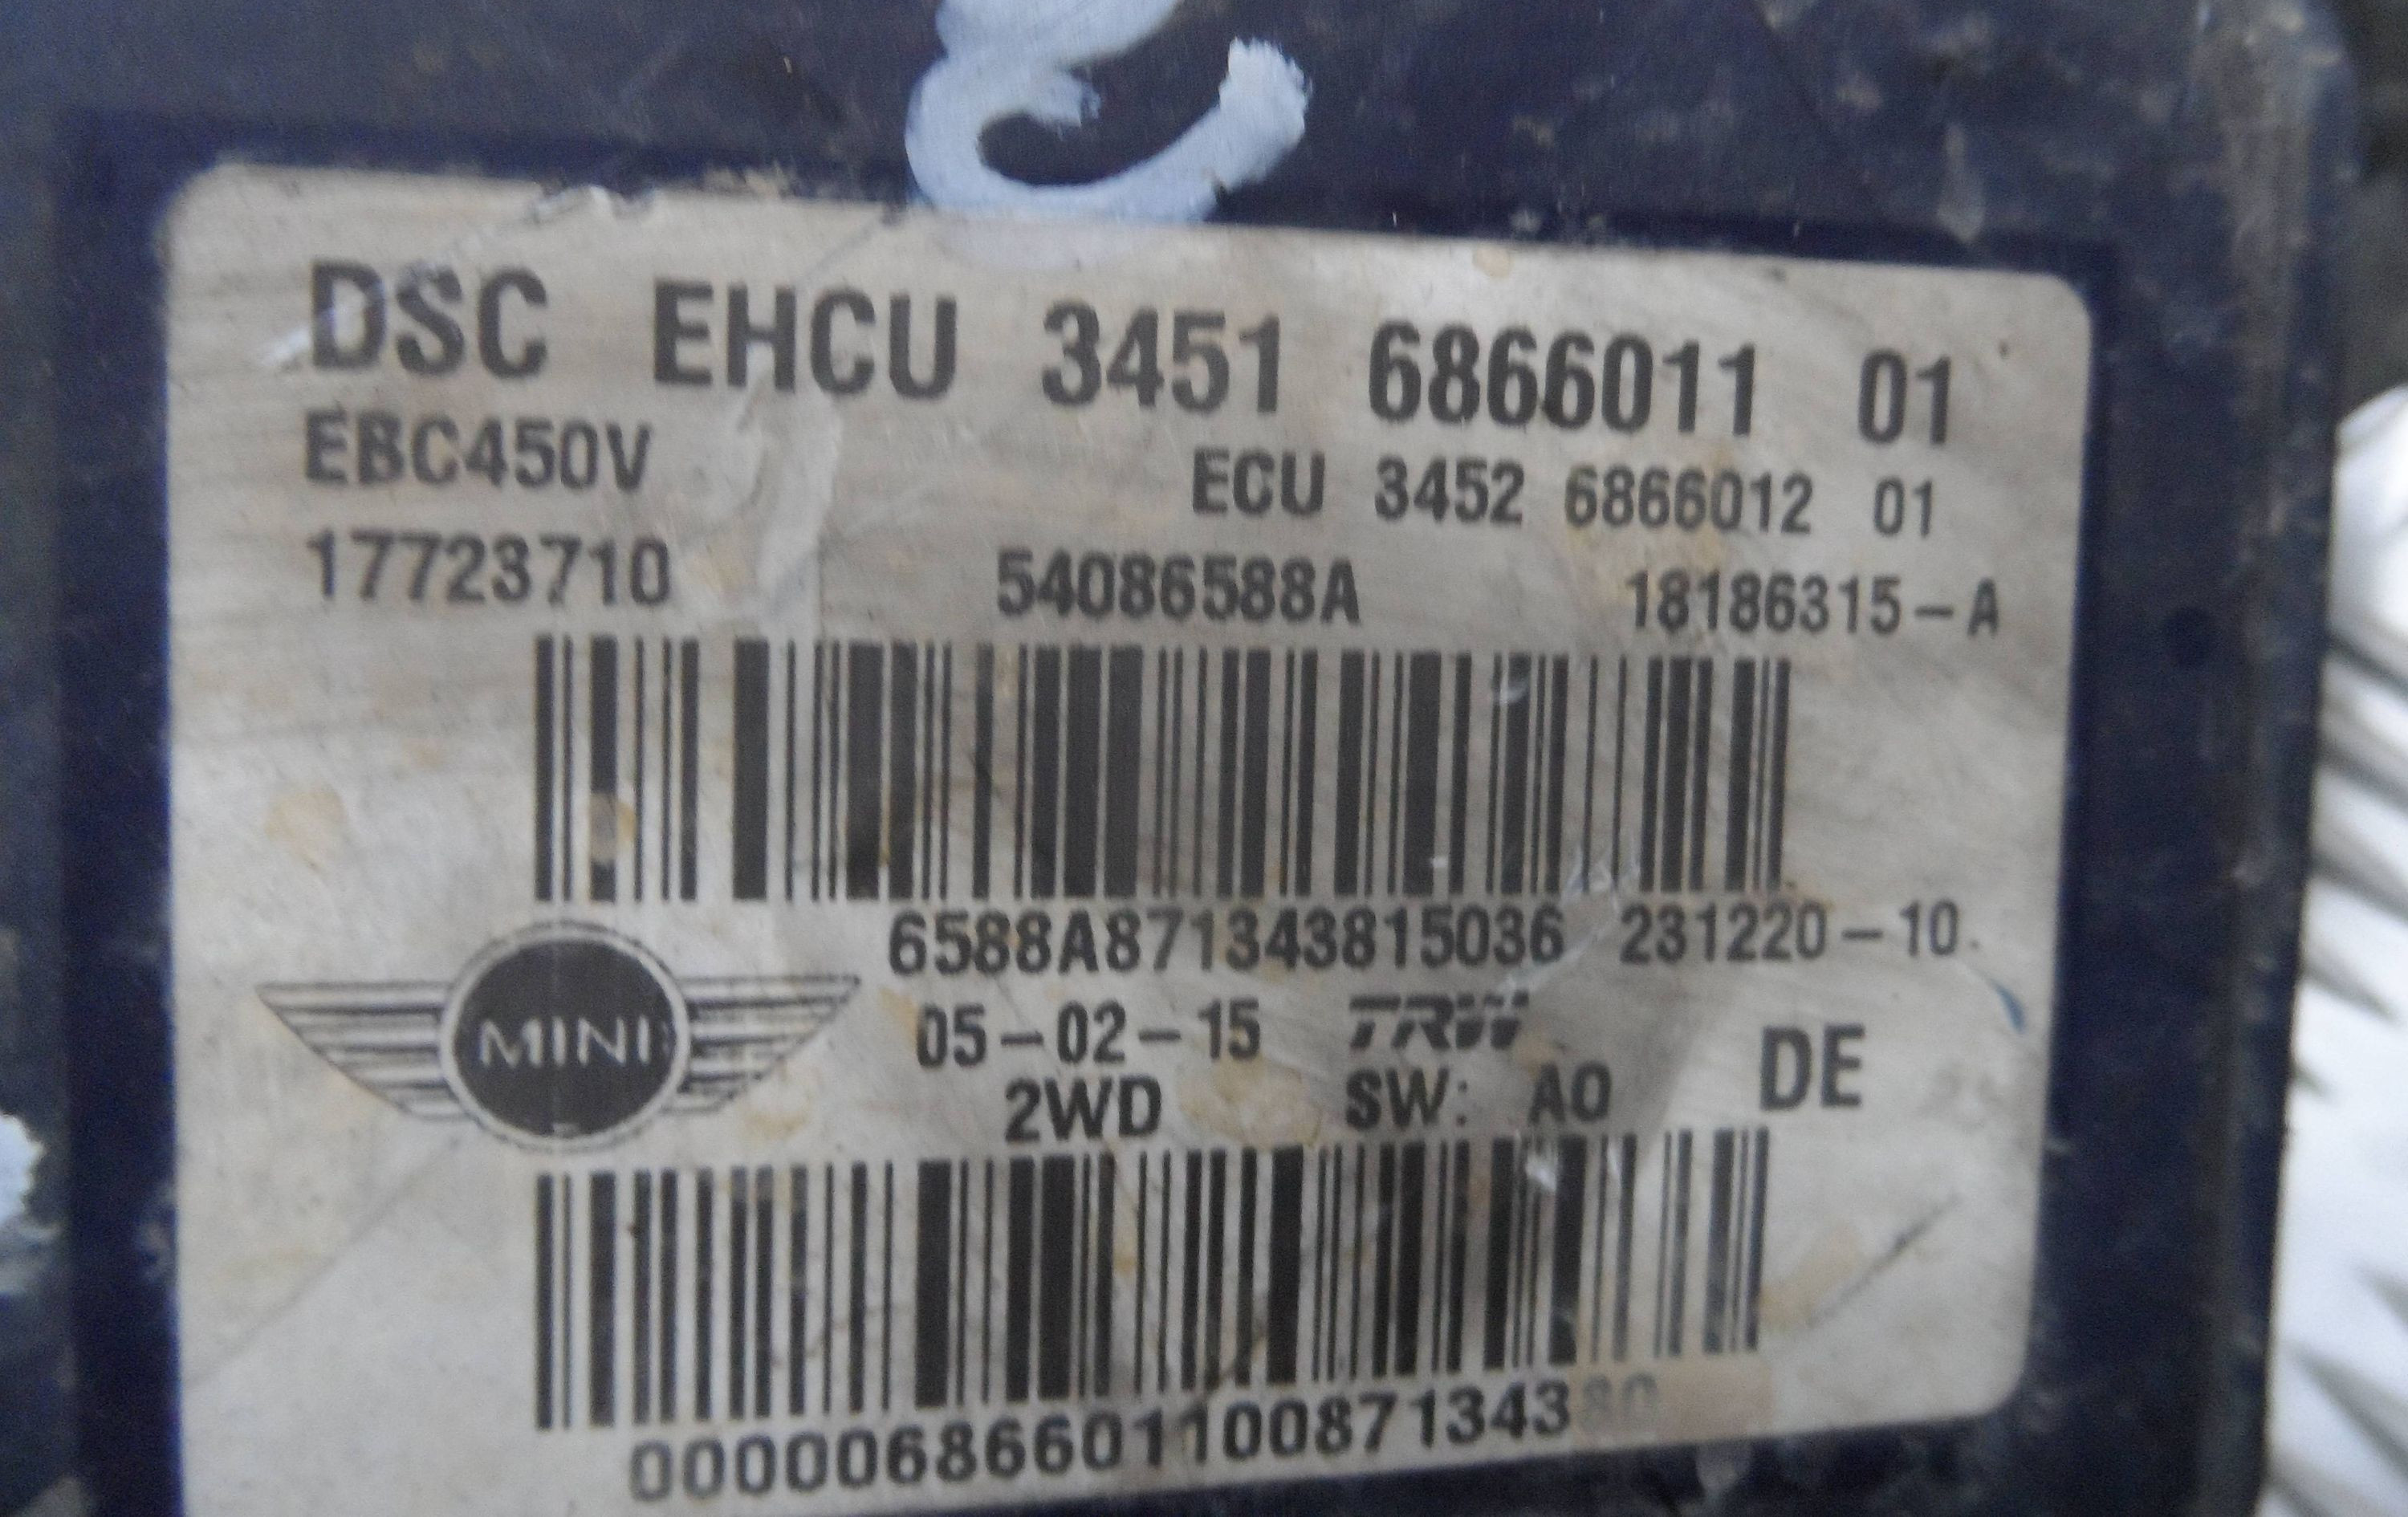 DSC EHCU 3451 6866011 01
EBC450V ECU 3452 6866012 01
17723710 54086588A 18186315-A
6588A871343815036 231220-10
MINI 05-02-15 TRW DE
2WD SW: A0
0000068660110087134380